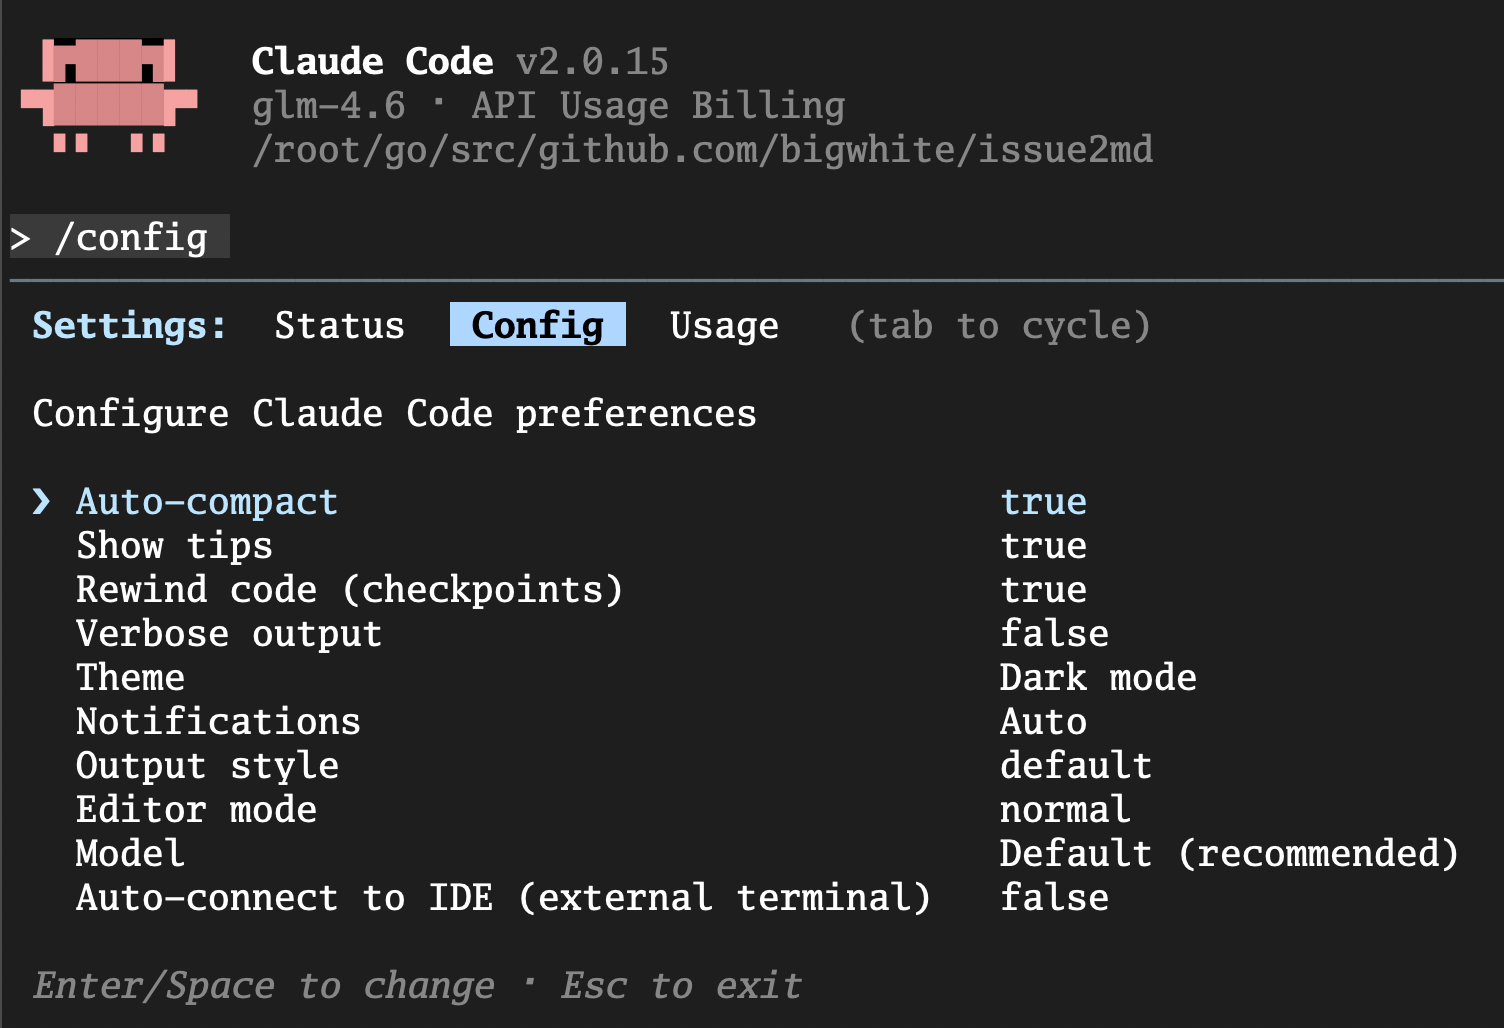 Claude Code v2.0.15
glm-4.6 · API Usage Billing
/root/go/src/github.com/bigwhite/issue2md
> /config
Settings: Status Config Usage (tab to cycle)
Configure Claude Code preferences
❯ Auto-compact true
Show tips true
Rewind code (checkpoints) true
Verbose output false
Theme Dark mode
Notifications Auto
Output style default
Editor mode normal
Model Default (recommended)
Auto-connect to IDE (external terminal) false
Enter/Space to change · Esc to exit